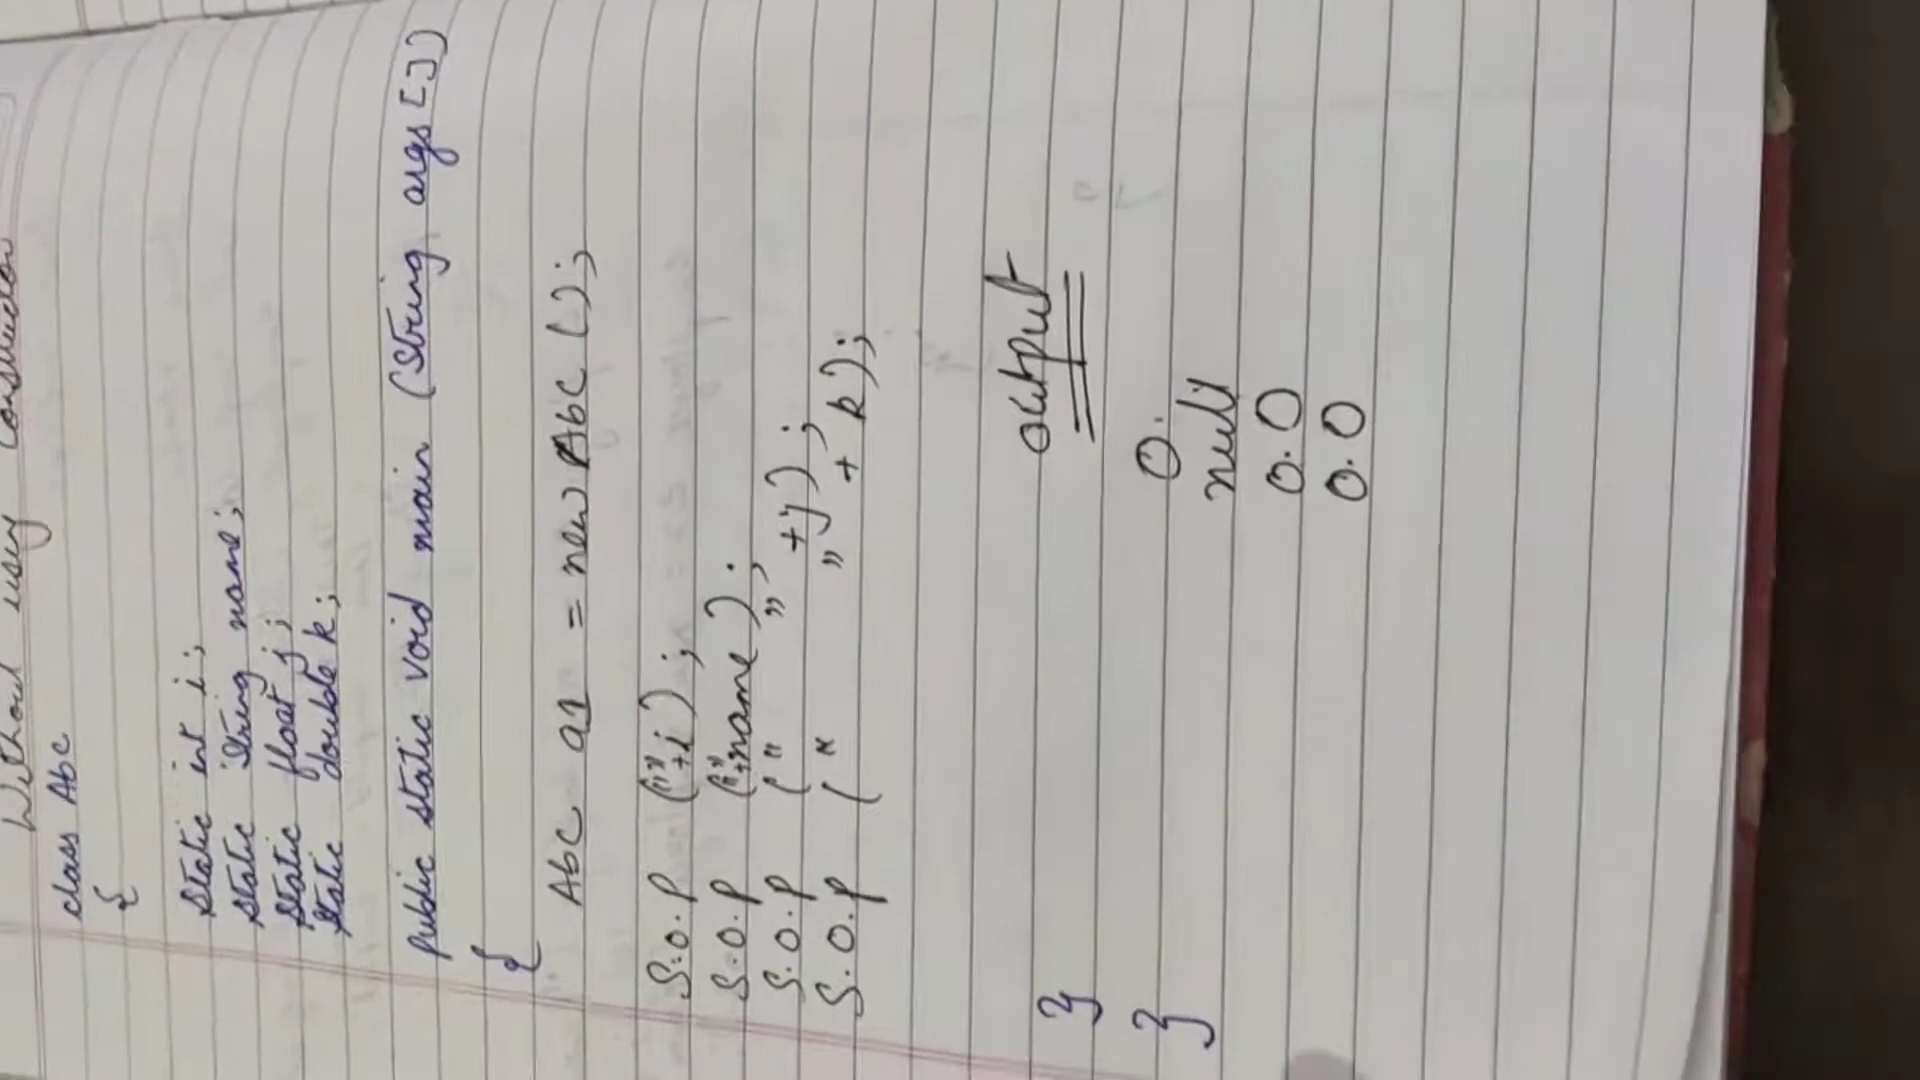 Without using Constructor
class Abc
{
static int i;
static String name;
static float j;
static double k;
public static void main (String args[])
{
Abc a1 = new Abc ();
S.O.P (""+i);
S.O.P (""+name);
S.O.P (" " +j);
S.O.P (" " + k);
}
}
output
0.
null
0.0
0.0